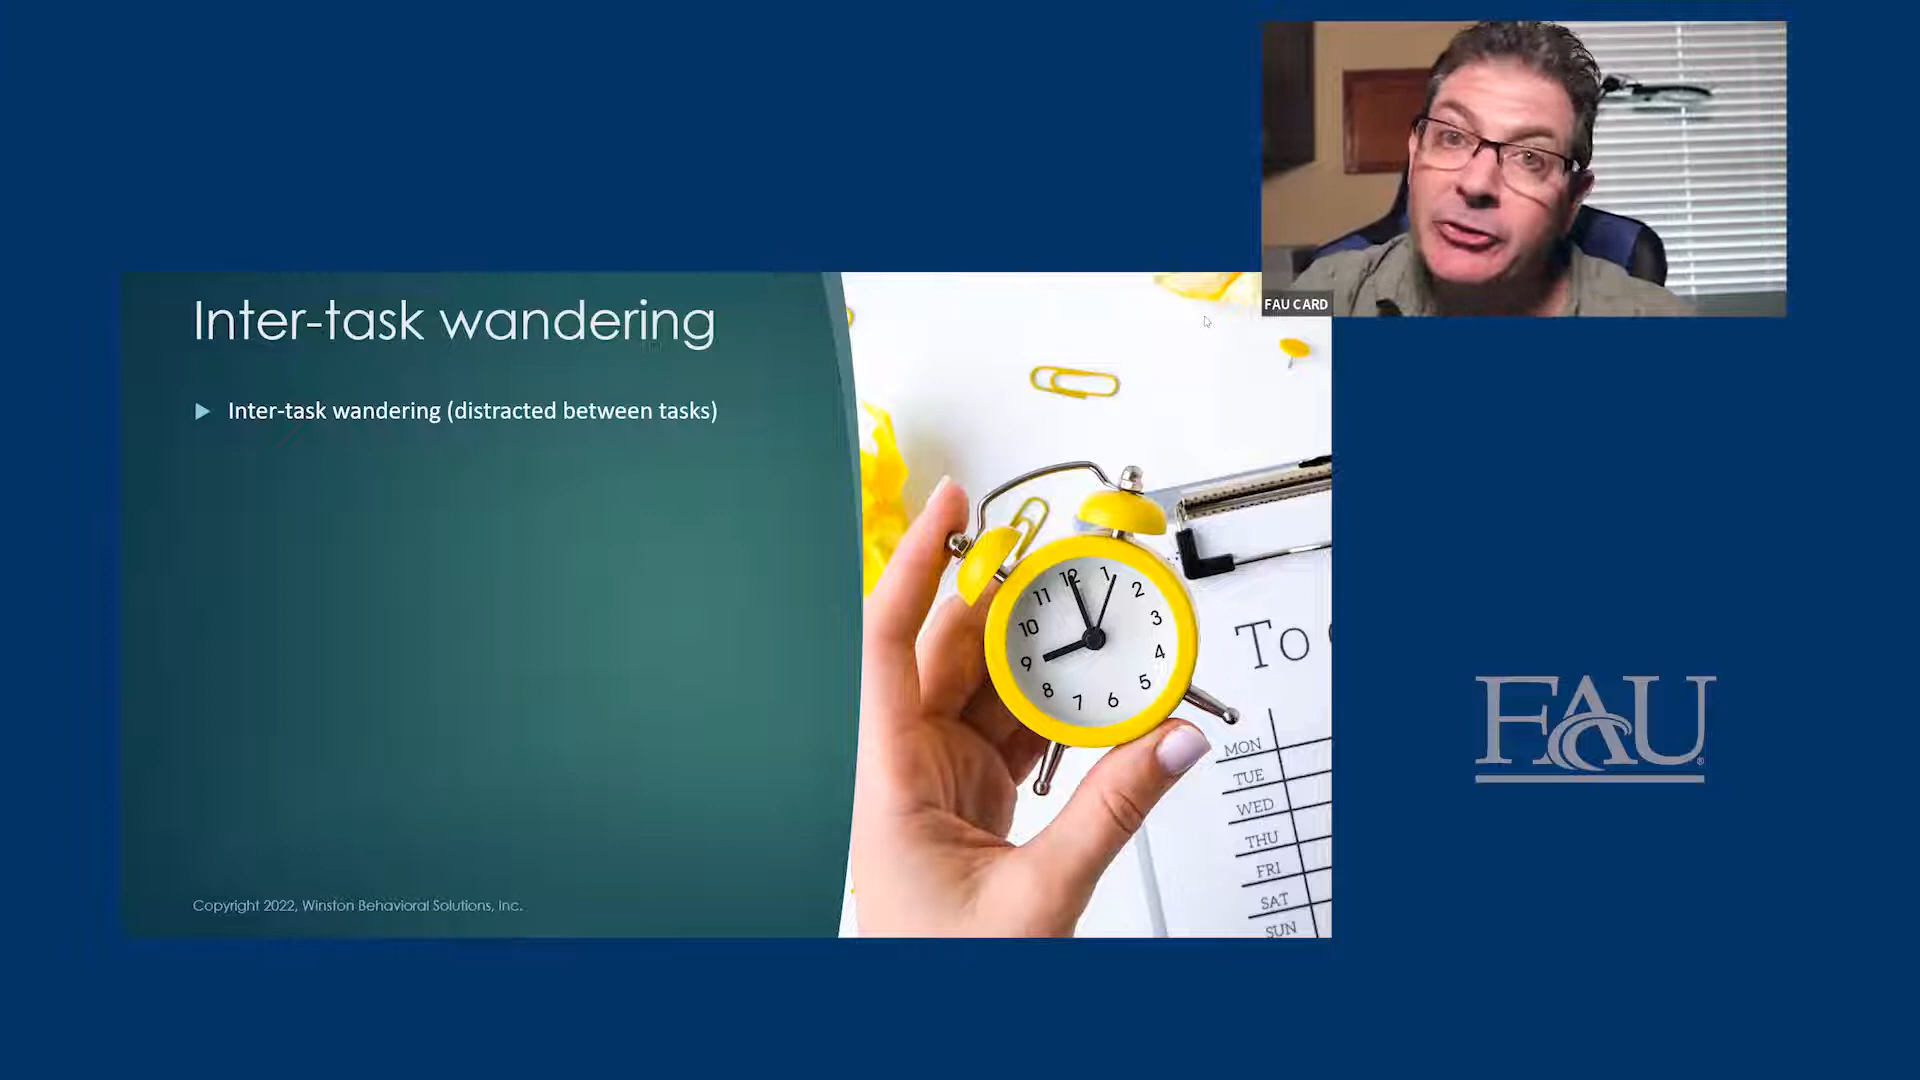 FAU CARD
Inter-task wandering
Inter-task wandering (distracted between tasks)
12
1
2
3
4
5
6
7
8
9
10
11
To
MON
TUE
WED
THU
FRI
SAT
SUN
FAU
Copyright 2022, Winston Behavioral Solutions, Inc.